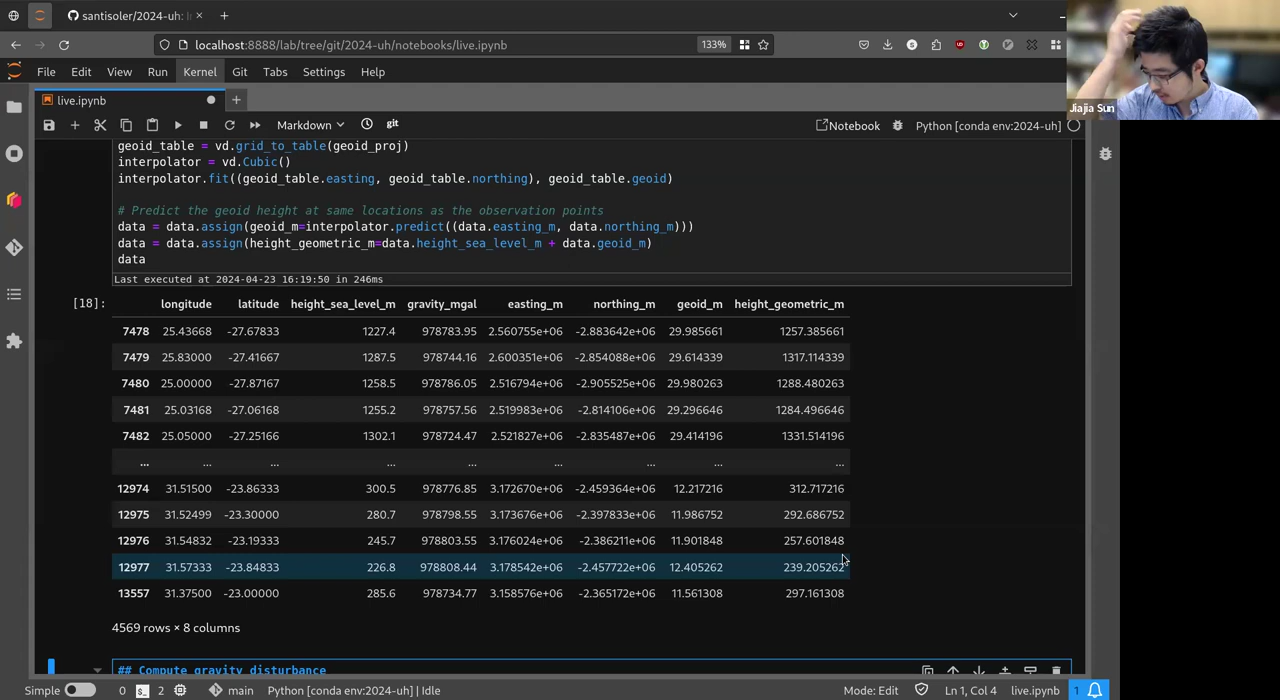 santisoler/2024-uh: I
localhost:8888/lab/tree/git/2024-uh/notebooks/live.ipynb
133%
File Edit View Run Kernel Git Tabs Settings Help
live.ipynb
Markdown
git
Notebook
Python [conda env:2024-uh]
Jiajia Sun
geoid_table = vd.grid_to_table(geoid_proj)
interpolator = vd.Cubic()
interpolator.fit((geoid_table.easting, geoid_table.northing), geoid_table.geoid)
# Predict the geoid height at same locations as the observation points
data = data.assign(geoid_m=interpolator.predict((data.easting_m, data.northing_m)))
data = data.assign(height_geometric_m=data.height_sea_level_m + data.geoid_m)
data
Last executed at 2024-04-23 16:19:50 in 246ms
[18]:
longitude latitude height_sea_level_m gravity_mgal easting_m northing_m geoid_m height_geometric_m
7478 25.43668 -27.67833 1227.4 978783.95 2.560755e+06 -2.883642e+06 29.985661 1257.385661
7479 25.83000 -27.41667 1287.5 978744.16 2.600351e+06 -2.854088e+06 29.614339 1317.114339
7480 25.00000 -27.87167 1258.5 978786.05 2.516794e+06 -2.905525e+06 29.980263 1288.480263
7481 25.03168 -27.06168 1255.2 978757.56 2.519983e+06 -2.814106e+06 29.296646 1284.496646
7482 25.05000 -27.25166 1302.1 978724.47 2.521827e+06 -2.835487e+06 29.414196 1331.514196
... ... ... ... ... ... ... ... ...
12974 31.51500 -23.86333 300.5 978776.85 3.172670e+06 -2.459364e+06 12.217216 312.717216
12975 31.52499 -23.30000 280.7 978798.55 3.173676e+06 -2.397833e+06 11.986752 292.686752
12976 31.54832 -23.19333 245.7 978803.55 3.176024e+06 -2.386211e+06 11.901848 257.601848
12977 31.57333 -23.84833 226.8 978808.44 3.178542e+06 -2.457722e+06 12.405262 239.205262
13557 31.37500 -23.00000 285.6 978734.77 3.158576e+06 -2.365172e+06 11.561308 297.161308
4569 rows × 8 columns
## Compute gravity disturbance
Simple 0 2 main Python [conda env:2024-uh] | Idle Mode: Edit Ln 1, Col 4 live.ipynb 1